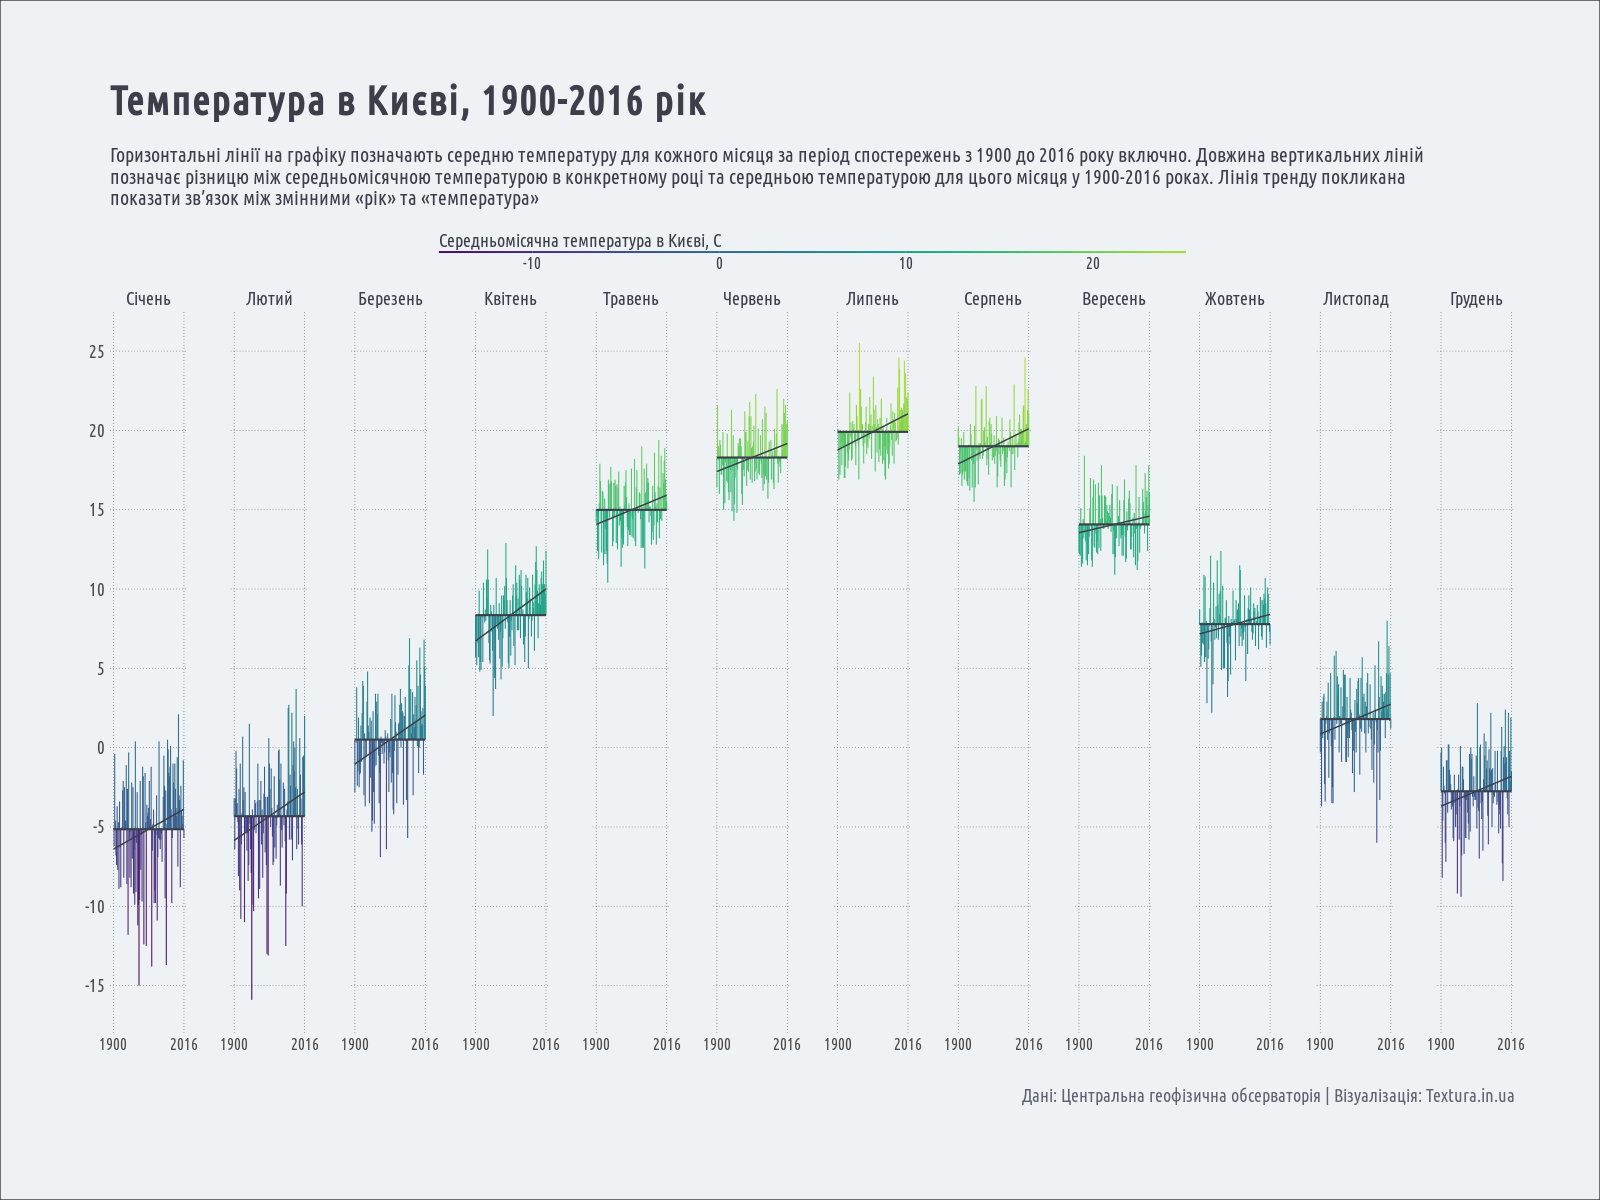 Температура в Києві, 1900-2016 рік
Горизонтальні лінії на графіку позначають середню температуру для кожного місяця за період спостережень з 1900 до 2016 року включно. Довжина вертикальних ліній
позначає різницю між середньомісячною температурою в конкретному році та середньою температурою для цього місяця у 1900-2016 роках. Лінія тренду покликана
показати зв’язок між змінними «рік» та «температура»
Середньомісячна температура в Києві, С
-10 0 10 20
Січень Лютий Березень Квітень Травень Червень Липень Серпень Вересень Жовтень Листопад Грудень
25
20
15
10
5
0
-5
-10
-15
1900 2016 1900 2016 1900 2016 1900 2016 1900 2016 1900 2016 1900 2016 1900 2016 1900 2016 1900 2016 1900 2016 1900 2016
Дані: Центральна геофізична обсерваторія | Візуалізація: Textura.in.ua